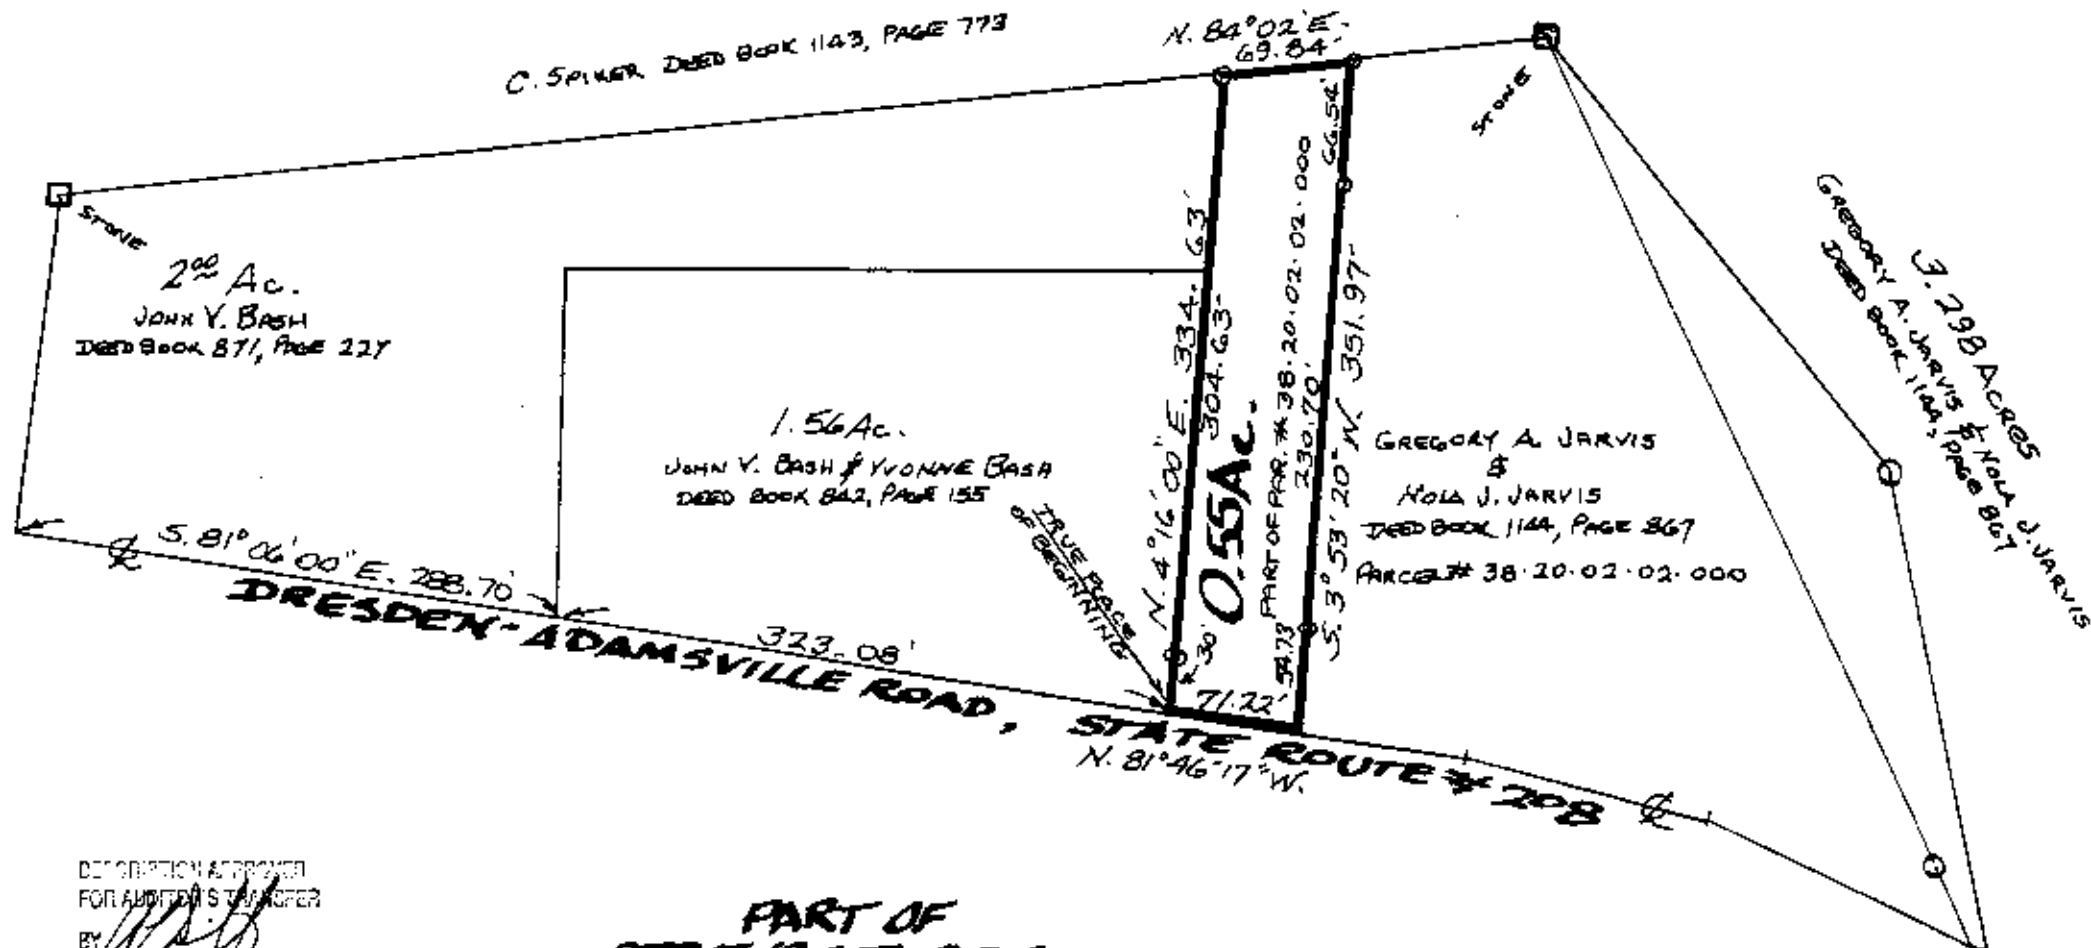 C. SPIKER DEED BOOK 1143, PAGE 773
N. 84°02'E.
69.84'
STONE
STONE
2.00 Ac.
JOHN V. BASH
DEED BOOK 871, PAGE 227
1.56 Ac.
JOHN V. BASH & YVONNE BASH
DEED BOOK 842, PAGE 155
TRUE PLACE
OF BEGINNING
N. 4°16'00"E. 334.63'
304.63'
30'
0.55Ac.
PART OF PAR. # 38.20.02.02.000
66.54'
230.70'
54.73'
S. 3°53'20"W. 351.97'
GREGORY A. JARVIS
&
NOLA J. JARVIS
DEED BOOK 1144, PAGE 867
PARCEL# 38.20.02.02.000
3.298 ACRES
GREGORY A. JARVIS & NOLA J. JARVIS
DEED BOOK 1144, PAGE 867
S. 81°06'00"E. 288.70'
323.08'
71.22'
DRESDEN-ADAMSVILLE ROAD, STATE ROUTE # 208
N. 81°46'17"W.
DESCRIPTION APPROVED
FOR AUDITOR'S TRANSFER
BY
PART OF